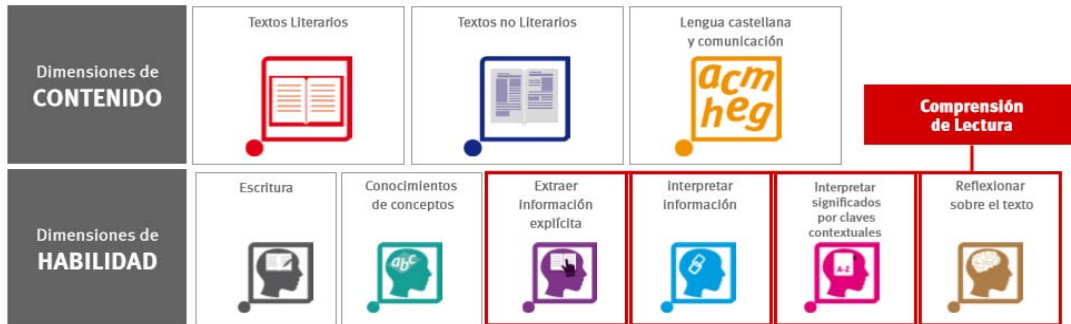 Dimensiones de
CONTENIDO
Textos Literarios
Textos no Literarios
Lengua castellana
y comunicación
acm
heg
Comprensión
de Lectura
Dimensiones de
HABILIDAD
Escritura
Conocimientos
de conceptos
abc
Extraer
información
explícita
Interpretar
información
Interpretar
significados
por claves
contextuales
A-Z
Reflexionar
sobre el texto